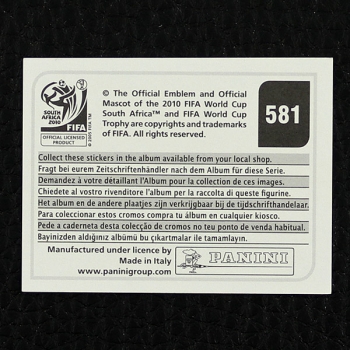 SOUTH AFRICA
2010
FIFA
OFFICIAL LICENSED
PRODUCT
© The Official Emblem and Official
Mascot of the 2010 FIFA World Cup
South Africa™ and FIFA World Cup
Trophy are copyrights and trademarks
of FIFA. All rights reserved.
581
Collect these stickers in the album available from your local shop.
Fragt bei eurem Zeitschriftenhändler nach dem Album für diese Serie.
Demandez à votre détaillant l'Album pour la collection de ces images.
Chiedete al vostro rivenditore l'album per la raccolta di queste figurine.
Het album en de andere plaatjes zijn verkrijgbaar bij de tijdschrifthandelaar.
Para coleccionar estos cromos pida tu álbum en cualquier kiosco.
Pede a caderneta desta colecção de cromos no teu ponto de venda habitual.
Bayinizden aldığınız albümü bu çıkartmalar ile tamamlayın.
Manufactured under licence by
Made in Italy
www.paninigroup.com
PANINI